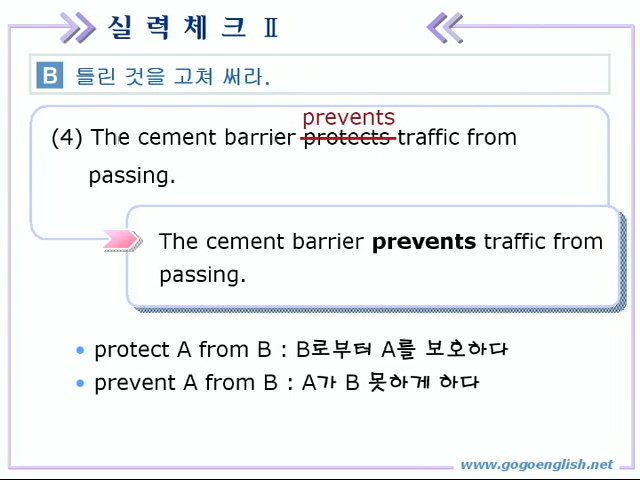 실력체크 Ⅱ
B 틀린 것을 고쳐 써라.
prevents
(4) The cement barrier protects traffic from
passing.
The cement barrier prevents traffic from
passing.
• protect A from B : B로부터 A를 보호하다
• prevent A from B : A가 B 못하게 하다
www.gogoenglish.net